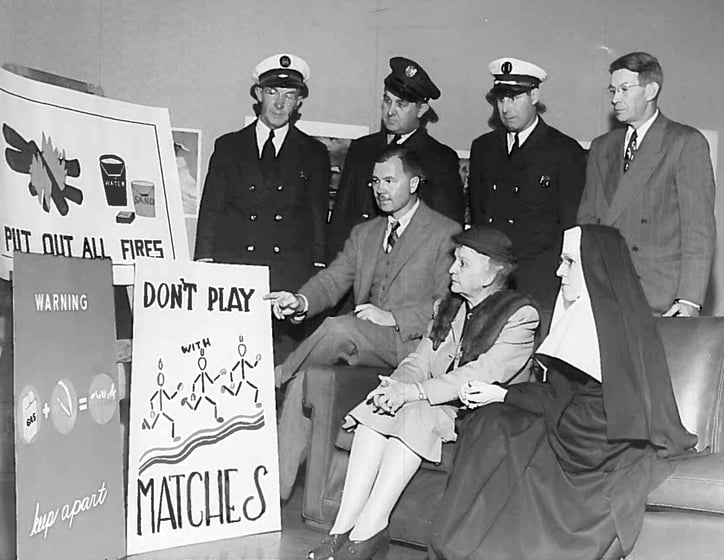 WATER
SAND
PUT OUT ALL FIRES
WARNING
GAS
+
=
keep apart
DON'T PLAY
WITH
MATCHES